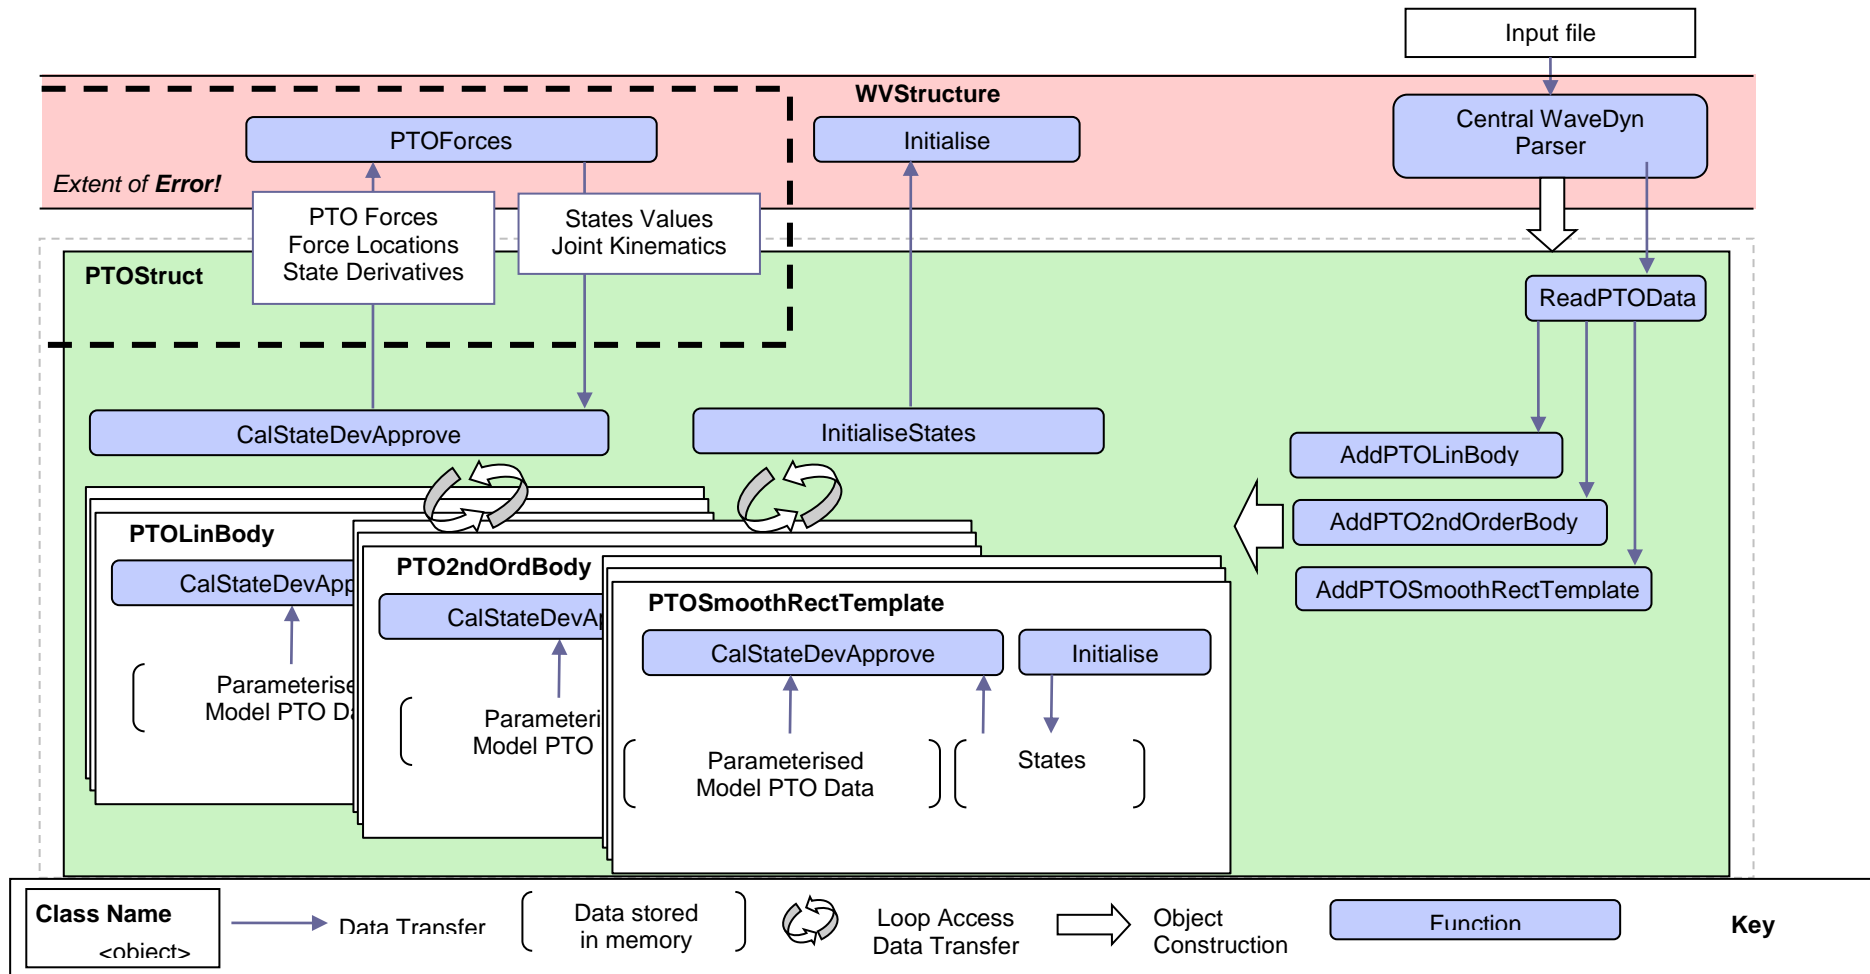 Input file
WVStructure
Central WaveDyn
Parser
PTOForces
Initialise
Extent of Error!
PTO Forces
Force Locations
State Derivatives
States Values
Joint Kinematics
PTOStruct
ReadPTOData
CalStateDevApprove
InitialiseStates
AddPTOLinBody
AddPTO2ndOrderBody
AddPTOSmoothRectTemplate
PTOLinBody
CalStateDevApp
Parameterise
Model PTO Da
PTO2ndOrdBody
CalStateDevAp
Parameteri
Model PTO
PTOSmoothRectTemplate
CalStateDevApprove
Initialise
Parameterised
Model PTO Data
States
Class Name
<object>
Data Transfer
Data stored
in memory
Loop Access
Data Transfer
Object
Construction
Function
Key